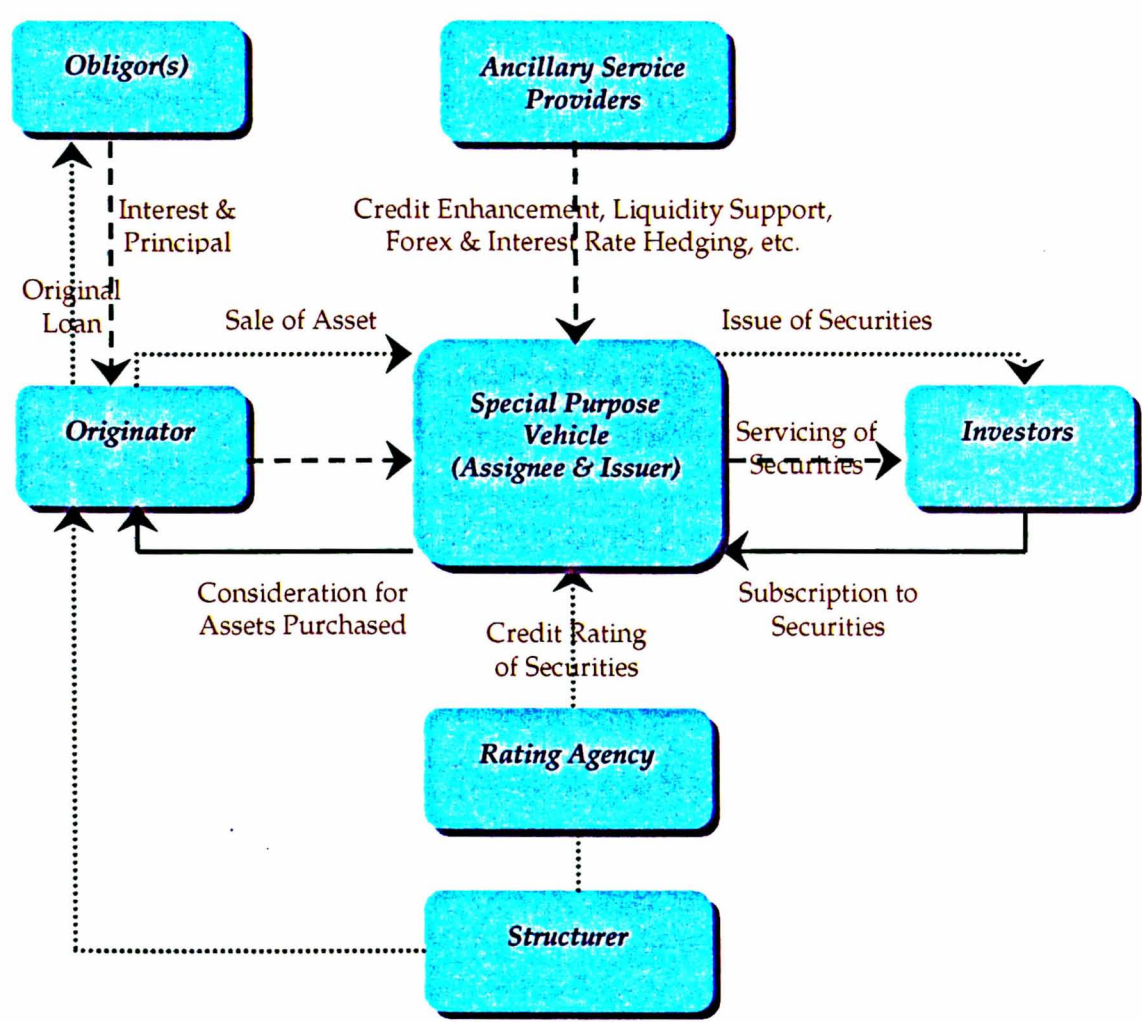 Obligor(s)
Ancillary Service
Providers
Interest &
Principal
Credit Enhancement, Liquidity Support,
Forex & Interest Rate Hedging, etc.
Original
Loan
Sale of Asset
Issue of Securities
Originator
Special Purpose
Vehicle
(Assignee & Issuer)
Servicing of
Securities
Investors
Consideration for
Assets Purchased
Subscription to
Securities
Credit Rating
of Securities
Rating Agency
Structurer